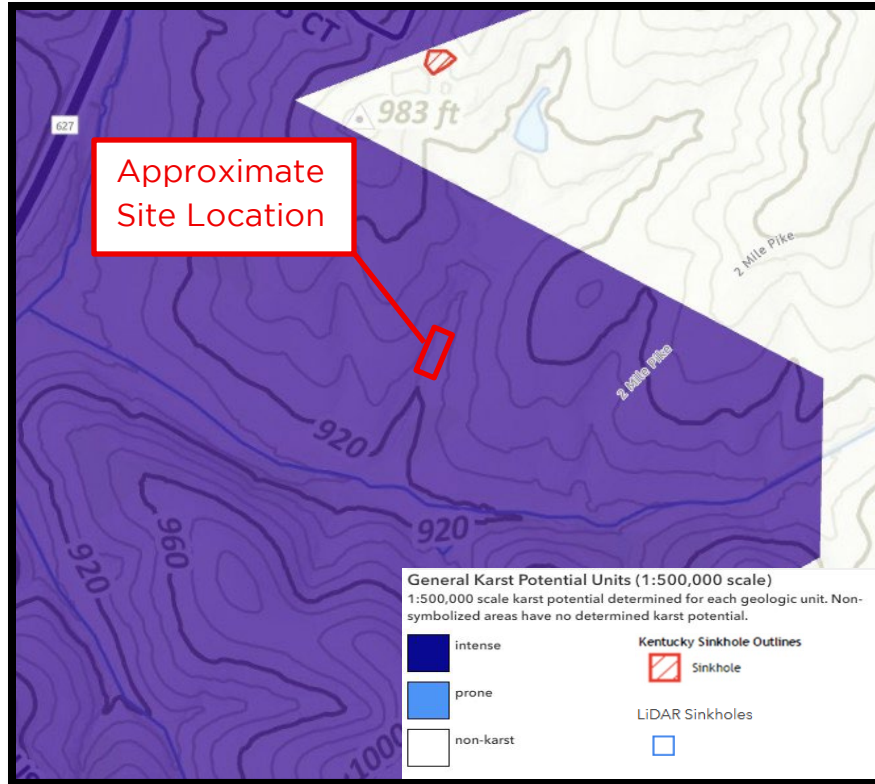 CT
983 ft
627
Approximate
Site Location
2 Mile Pike
2 Mile Pike
920
920
960
920
1000
General Karst Potential Units (1:500,000 scale)
1:500,000 scale karst potential determined for each geologic unit. Non-
symbolized areas have no determined karst potential.
intense
Kentucky Sinkhole Outlines
Sinkhole
prone
LiDAR Sinkholes
non-karst